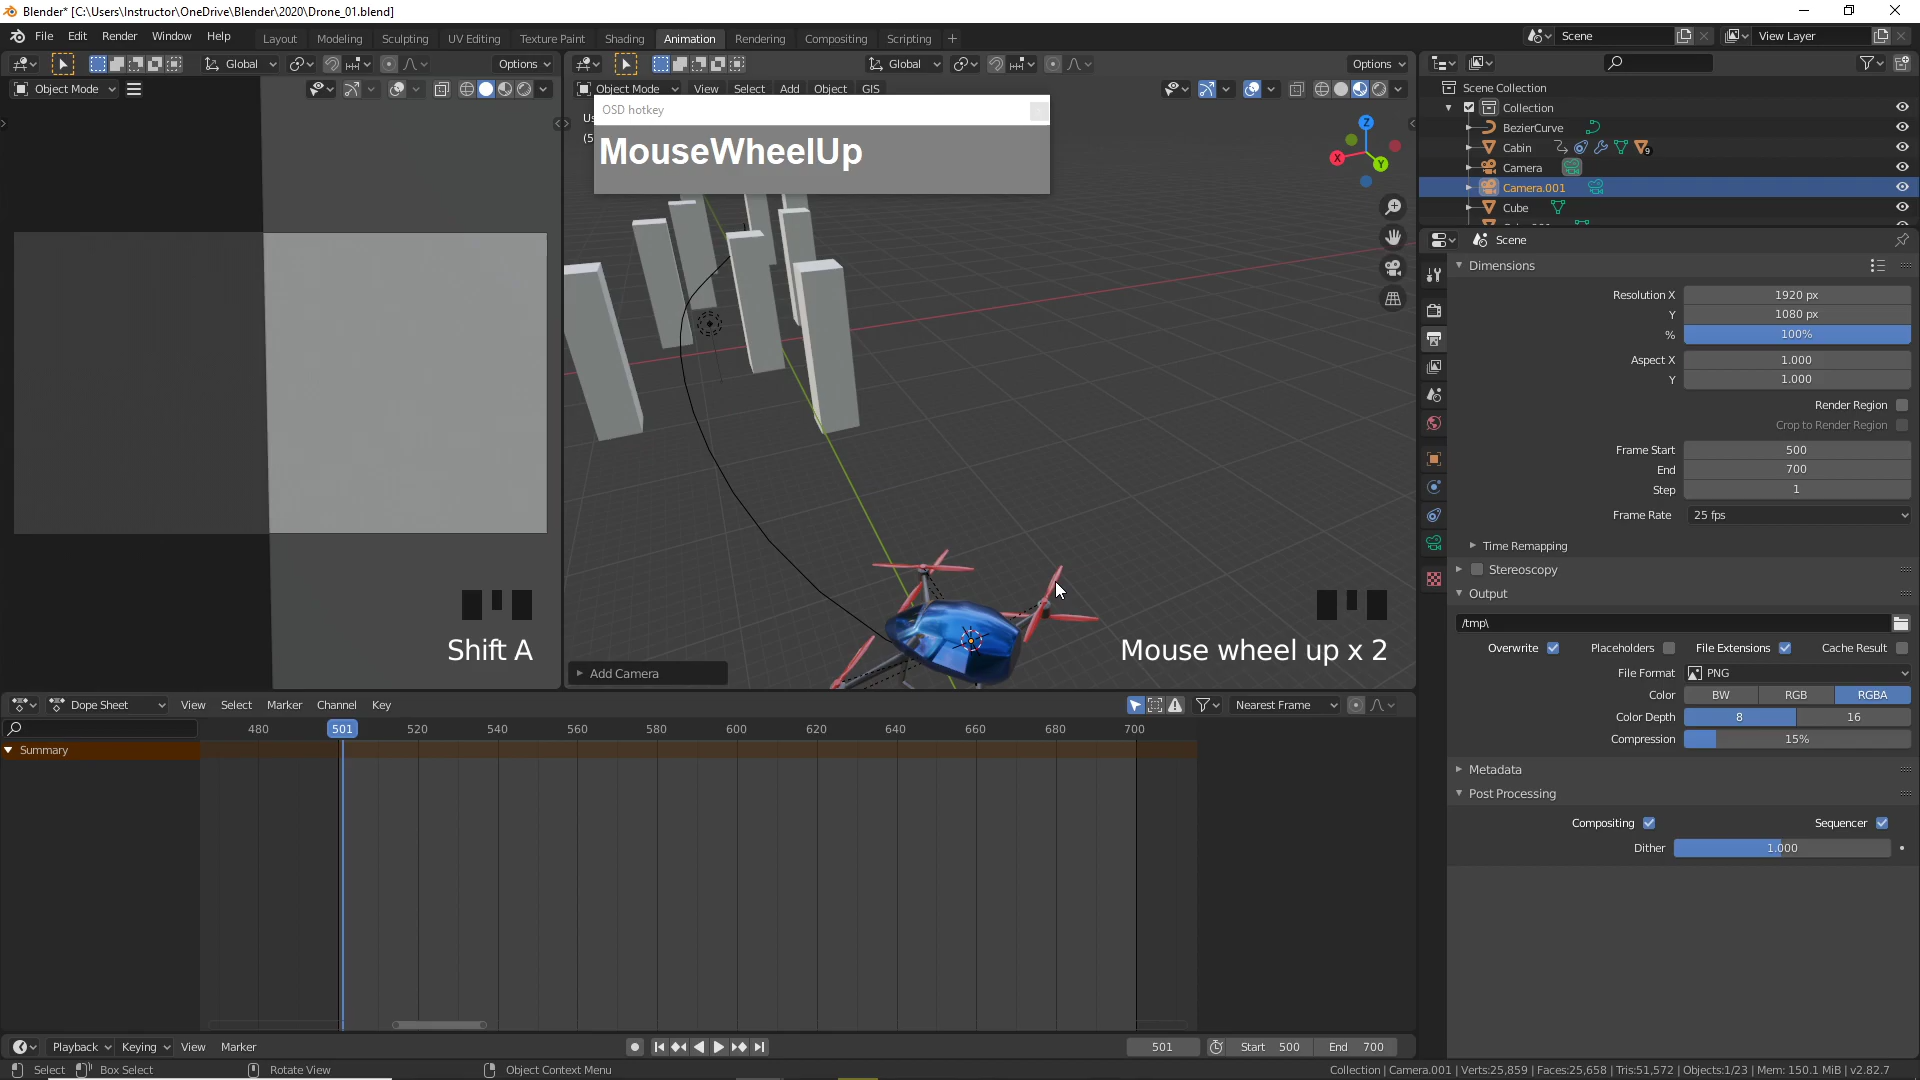 Blender* [C:\Users\Instructor\OneDrive\Blender\2020\Drone_01.blend]
File Edit Render Window Help
Layout Modeling Sculpting UV Editing Texture Paint Shading Animation Rendering Compositing Scripting +
Scene
View Layer
Global
Options
Global
Options
Object Mode
Object Mode View Select Add Object GIS
OSD hotkey
MouseWheelUp
Us
(5
Z
X
Y
Scene Collection
Collection
BezierCurve
Cabin
9
Camera
Camera.001
Cube
Scene
Dimensions
Resolution X 1920 px
Y 1080 px
% 100%
Aspect X 1.000
Y 1.000
Render Region
Crop to Render Region
Frame Start 500
End 700
Step 1
Frame Rate 25 fps
Time Remapping
Stereoscopy
Output
/tmp\
Overwrite Placeholders File Extensions Cache Result
File Format PNG
Color BW RGB RGBA
Color Depth 8 16
Compression 15%
Metadata
Post Processing
Compositing Sequencer
Dither 1.000
Shift A
Mouse wheel up x 2
Add Camera
Dope Sheet View Select Marker Channel Key
Nearest Frame
480 501 520 540 560 580 600 620 640 660 680 700
Summary
Playback Keying View Marker
501 Start 500 End 700
Select Box Select Rotate View Object Context Menu
Collection | Camera.001 | Verts:25,859 | Faces:25,658 | Tris:51,572 | Objects:1/23 | Mem: 150.1 MiB | v2.82.7